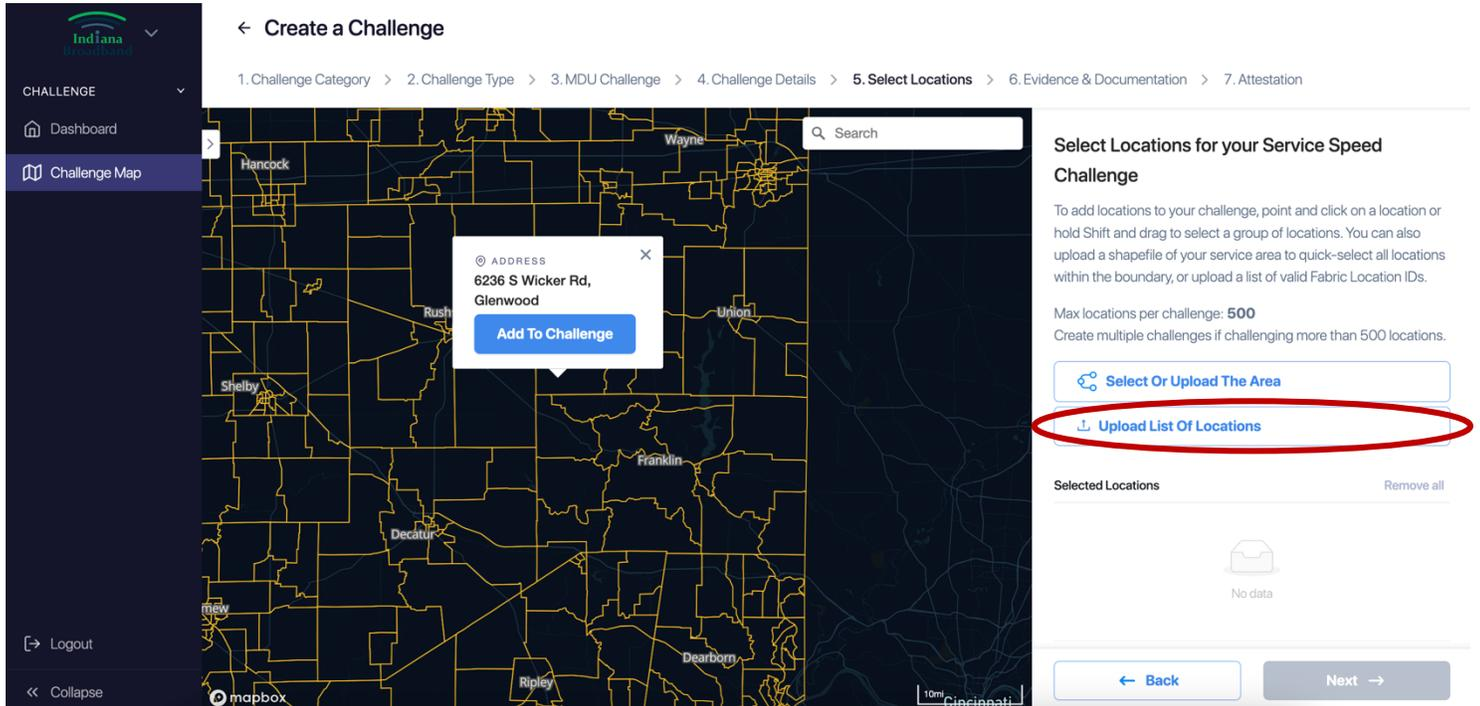 Indiana
Broadband
CHALLENGE
Dashboard
Challenge Map
Logout
Collapse
← Create a Challenge
1. Challenge Category > 2. Challenge Type > 3. MDU Challenge > 4. Challenge Details > 5. Select Locations > 6. Evidence & Documentation > 7. Attestation
Search
Wayne
Hancock
ADDRESS
6236 S Wicker Rd,
Glenwood
Add To Challenge
Rush
Union
Shelby
Franklin
Decatur
mew
Dearborn
Ripley
mapbox
10mi
Cincinnati
Select Locations for your Service Speed
Challenge
To add locations to your challenge, point and click on a location or
hold Shift and drag to select a group of locations. You can also
upload a shapefile of your service area to quick-select all locations
within the boundary, or upload a list of valid Fabric Location IDs.
Max locations per challenge: 500
Create multiple challenges if challenging more than 500 locations.
Select Or Upload The Area
Upload List Of Locations
Selected Locations Remove all
No data
← Back
Next →